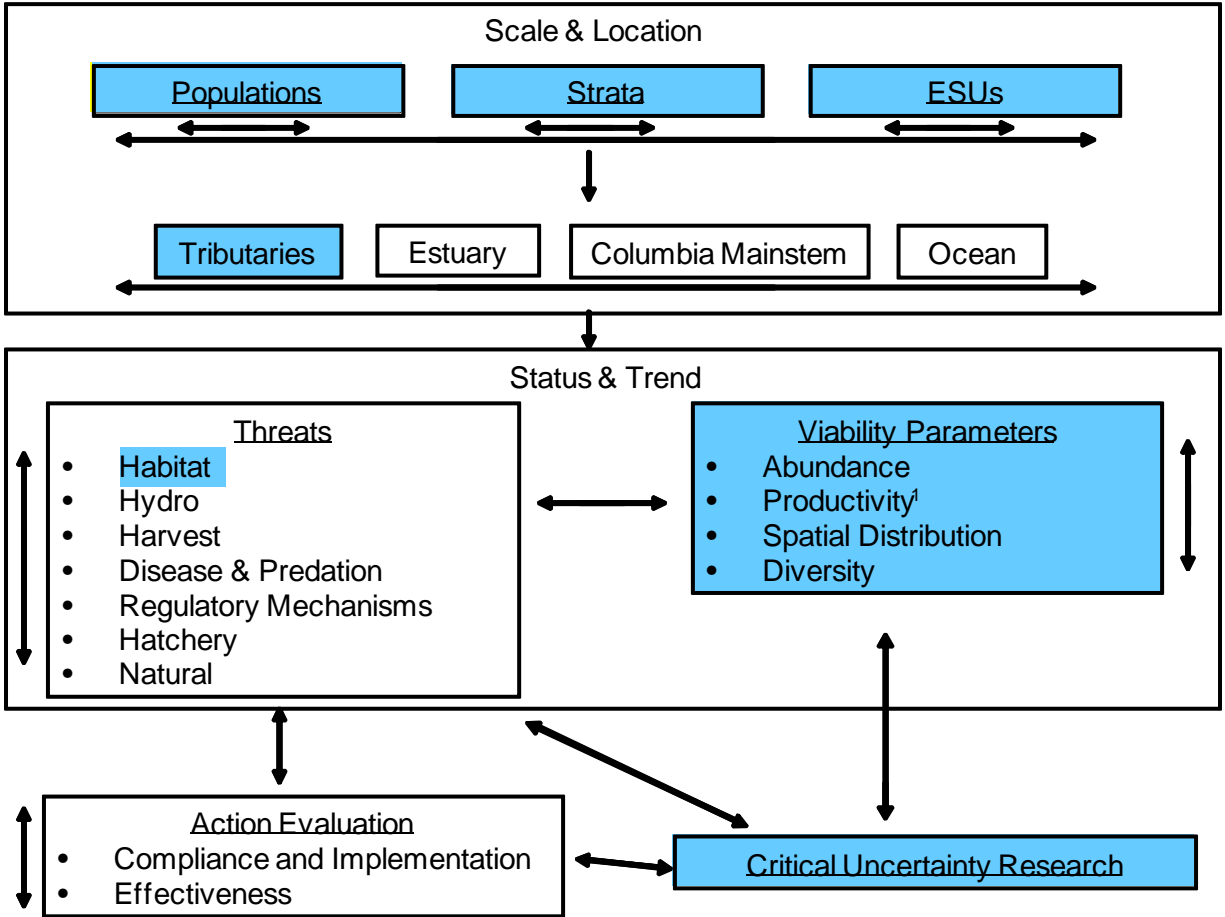 Scale & Location
Populations
Strata
ESUs
Tributaries
Estuary
Columbia Mainstem
Ocean
Status & Trend
Threats
• Habitat
• Hydro
• Harvest
• Disease & Predation
• Regulatory Mechanisms
• Hatchery
• Natural
Viability Parameters
• Abundance
• Productivity¹
• Spatial Distribution
• Diversity
Action Evaluation
• Compliance and Implementation
• Effectiveness
Critical Uncertainty Research